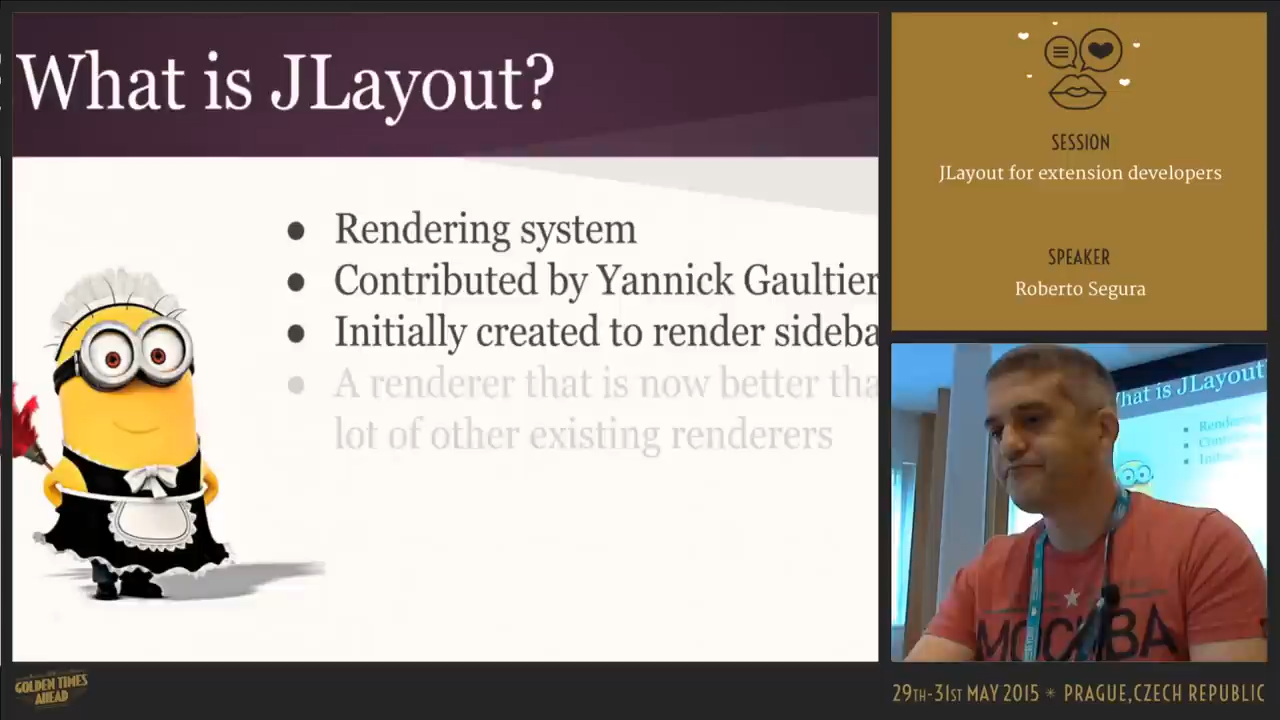 What is JLayout?
● Rendering system
● Contributed by Yannick Gaultier
● Initially created to render sideba
● A renderer that is now better tha
lot of other existing renderers
SESSION
JLayout for extension developers
SPEAKER
Roberto Segura
What is JLayout
МОСКВА
GOLDEN TIMES
AHEAD
29TH-31ST MAY 2015 * PRAGUE, CZECH REPUBLIC